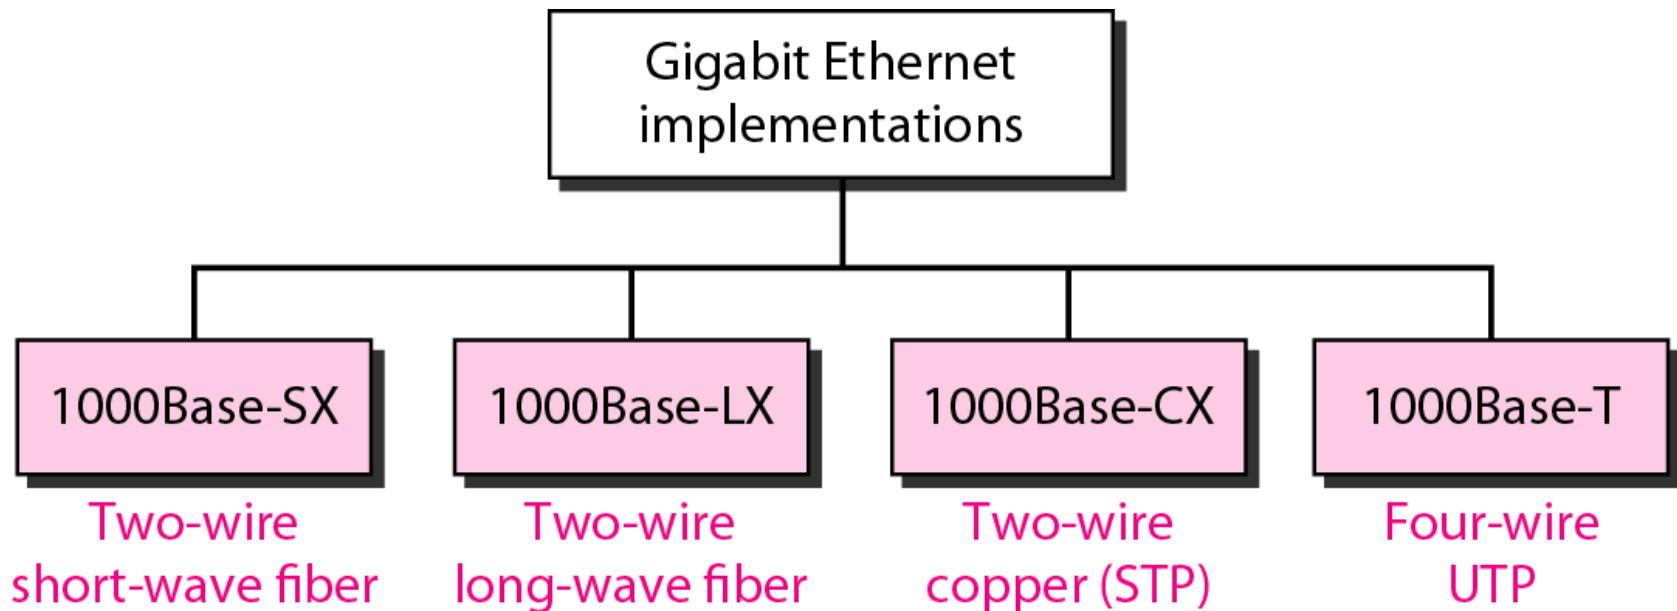 Gigabit Ethernet
implementations
1000Base-SX
1000Base-LX
1000Base-CX
1000Base-T
Two-wire
short-wave fiber
Two-wire
long-wave fiber
Two-wire
copper (STP)
Four-wire
UTP